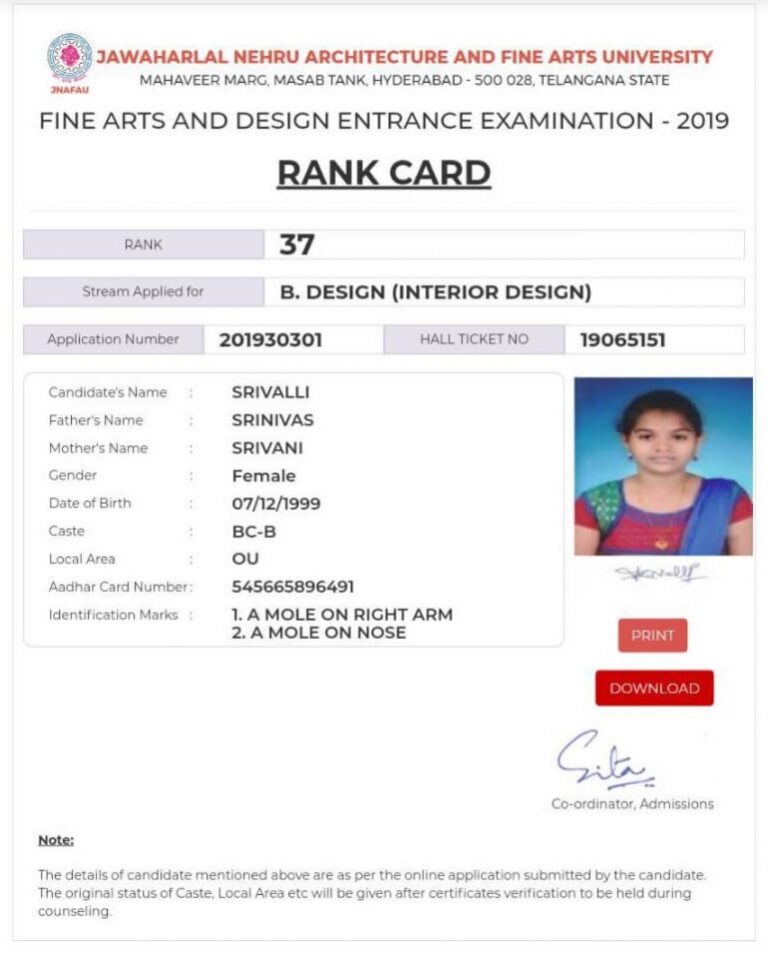 JNAFAU
JAWAHARLAL NEHRU ARCHITECTURE AND FINE ARTS UNIVERSITY
MAHAVEER MARG, MASAB TANK, HYDERABAD - 500 028, TELANGANA STATE
FINE ARTS AND DESIGN ENTRANCE EXAMINATION - 2019
RANK CARD
RANK 37
Stream Applied for B. DESIGN (INTERIOR DESIGN)
Application Number 201930301 HALL TICKET NO 19065151
Candidate's Name : SRIVALLI
Father's Name : SRINIVAS
Mother's Name : SRIVANI
Gender : Female
Date of Birth : 07/12/1999
Caste : BC-B
Local Area : OU
Aadhar Card Number: 545665896491
Identification Marks : 1. A MOLE ON RIGHT ARM
2. A MOLE ON NOSE
PRINT
DOWNLOAD
Co-ordinator, Admissions
Note:
The details of candidate mentioned above are as per the online application submitted by the candidate.
The original status of Caste, Local Area etc will be given after certificates verification to be held during
counseling.